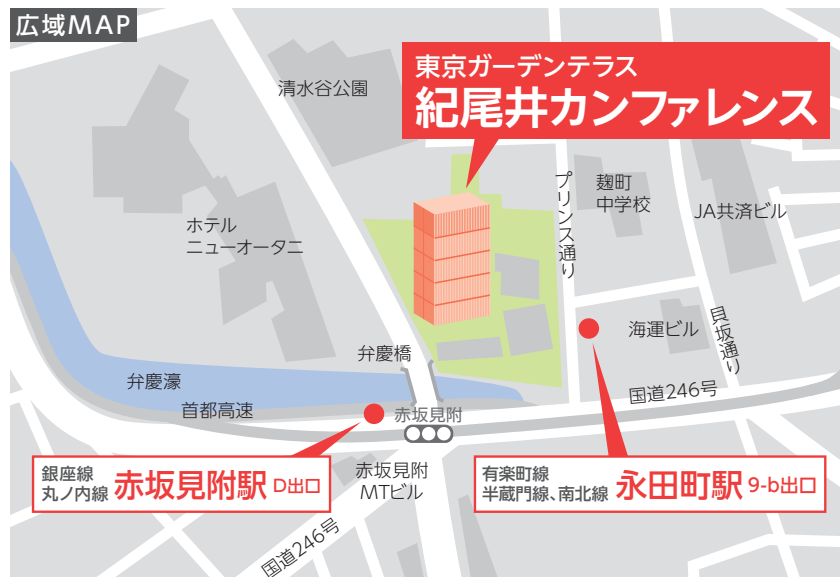 広域MAP
東京ガーデンテラス
紀尾井カンファレンス
清水谷公園
プリンス通り
麹町
中学校
JA共済ビル
ホテル
ニューオータニ
海運ビル
貝坂通り
弁慶橋
弁慶濠
国道246号
首都高速
赤坂見附
銀座線
丸ノ内線
赤坂見附駅 D出口
赤坂見附
MTビル
有楽町線
半蔵門線、南北線
永田町駅 9-b出口
国道246号